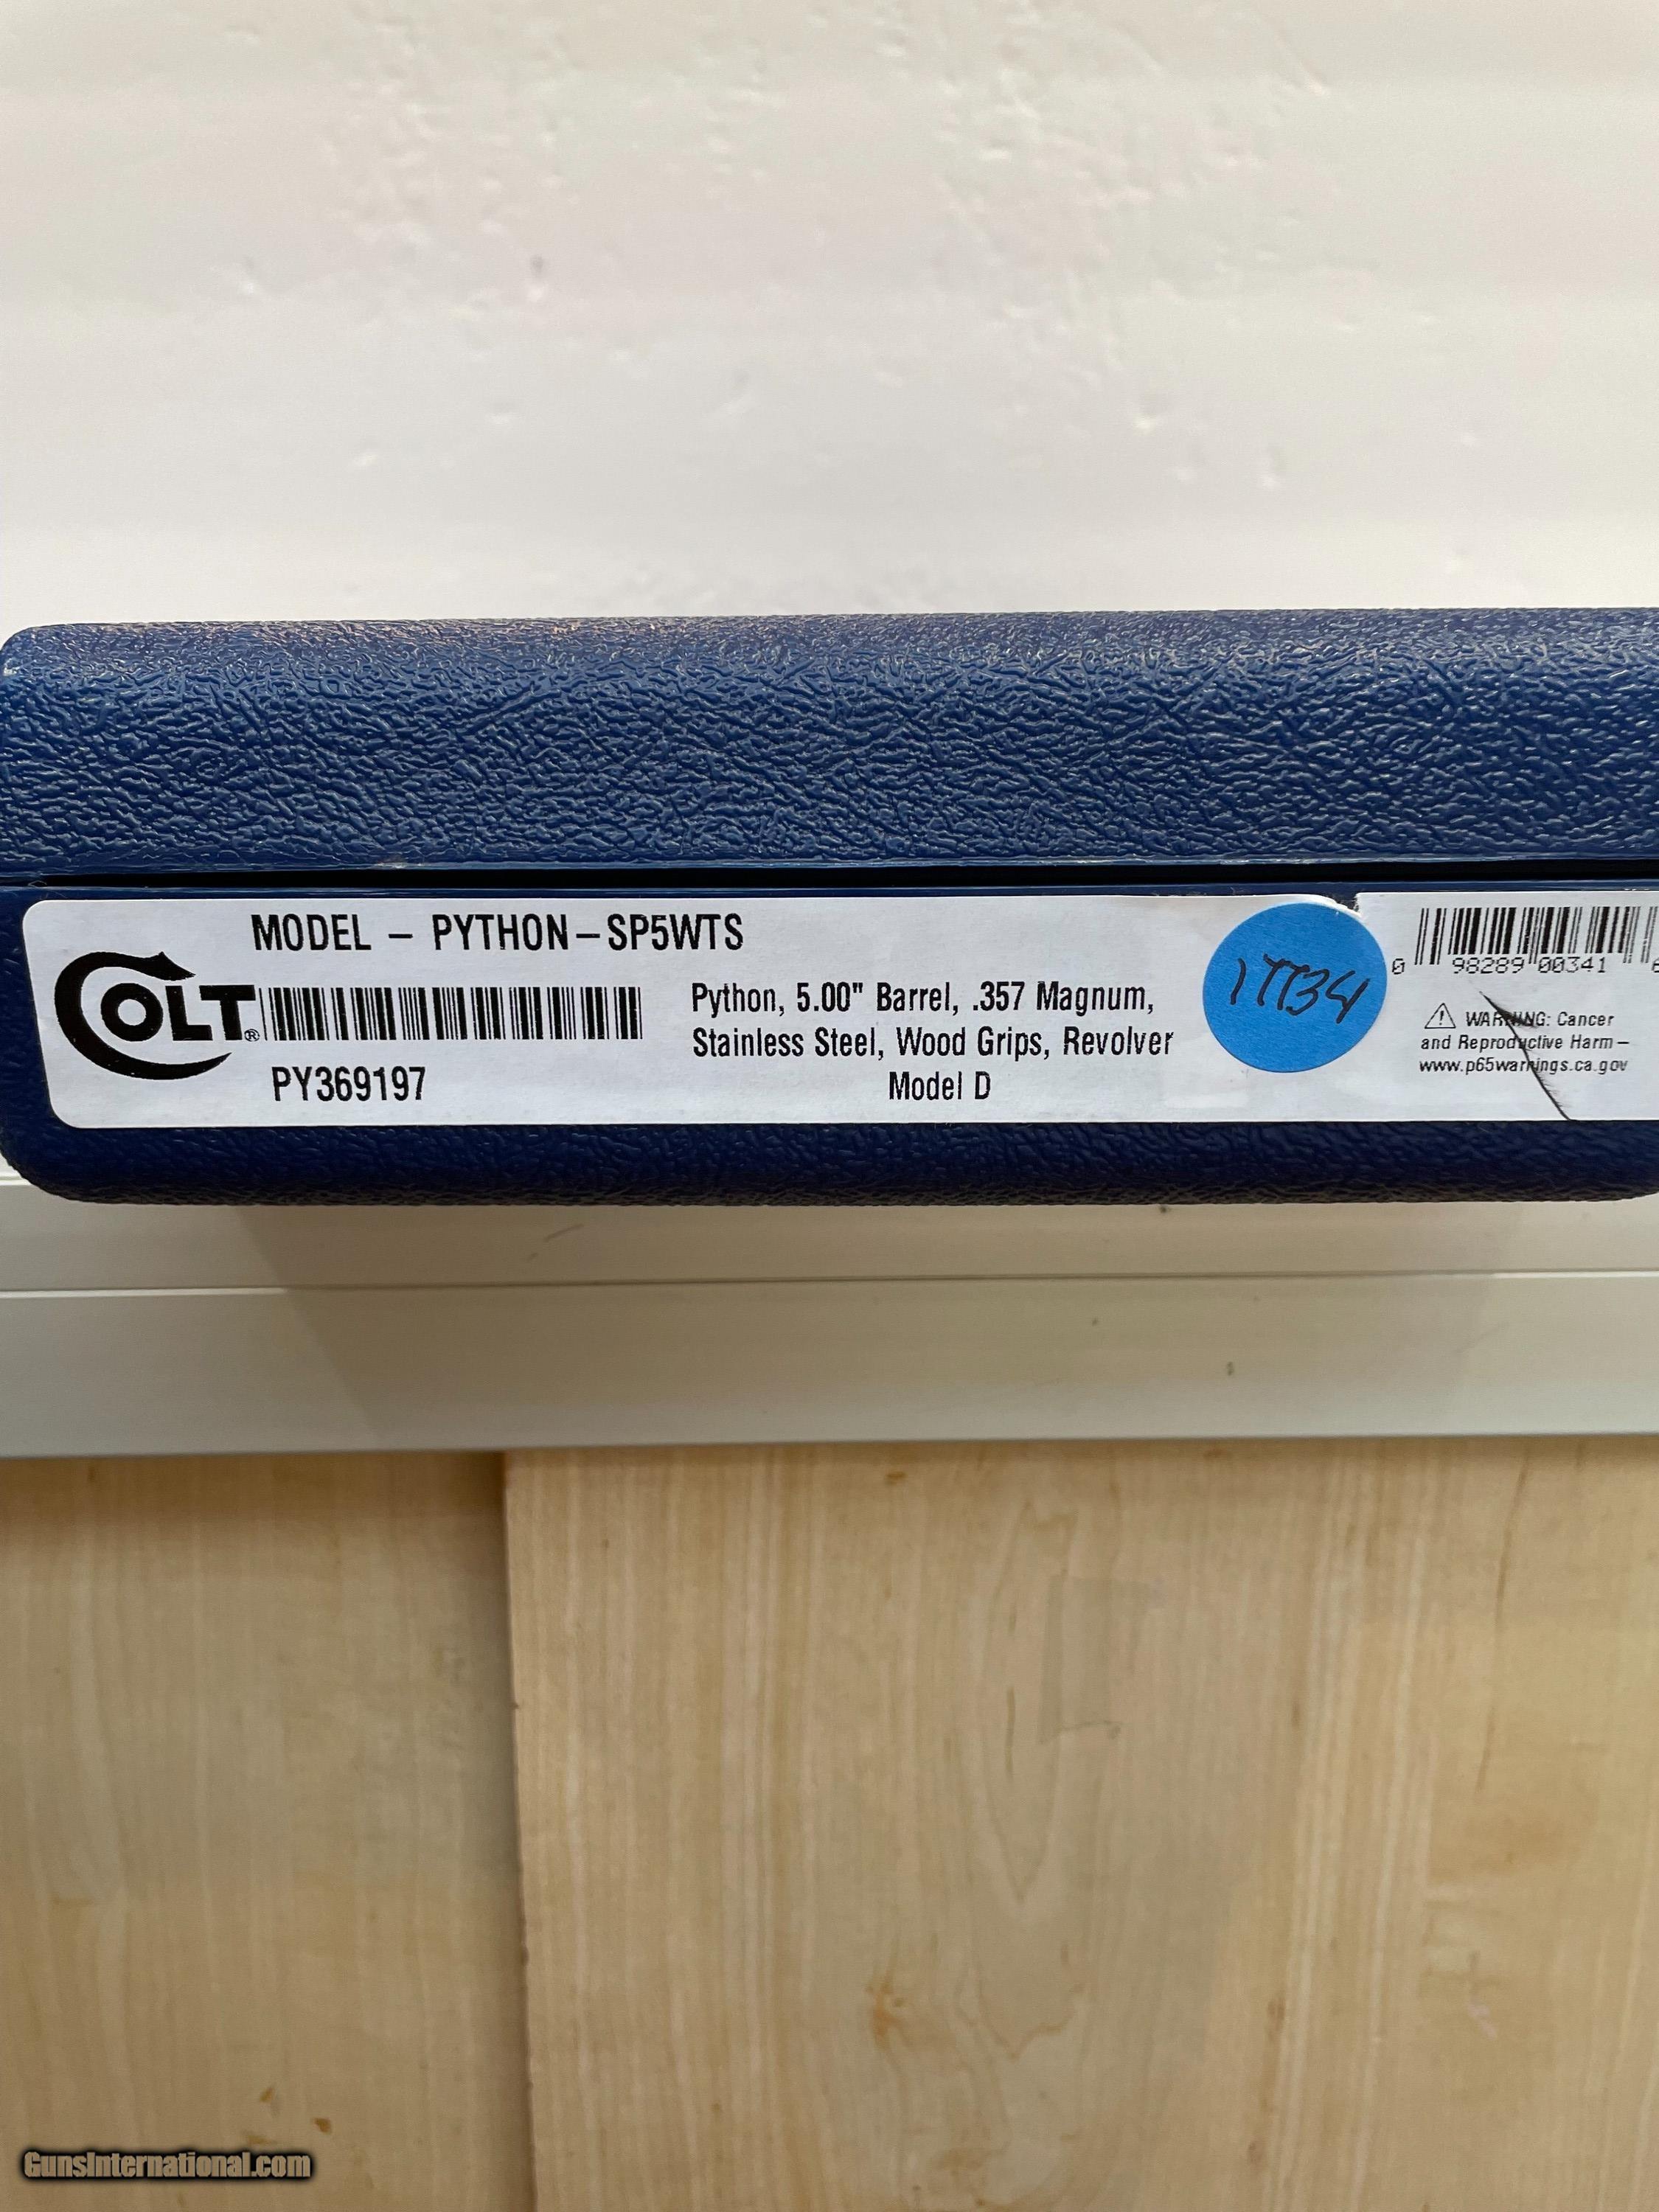 MODEL – PYTHON–SP5WTS
COLT®
PY369197
Python, 5.00" Barrel, .357 Magnum,
Stainless Steel, Wood Grips, Revolver
Model D
0 98289 00341 6
⚠ WARNING: Cancer
and Reproductive Harm –
www.p65warnings.ca.gov
GunsInternational.com